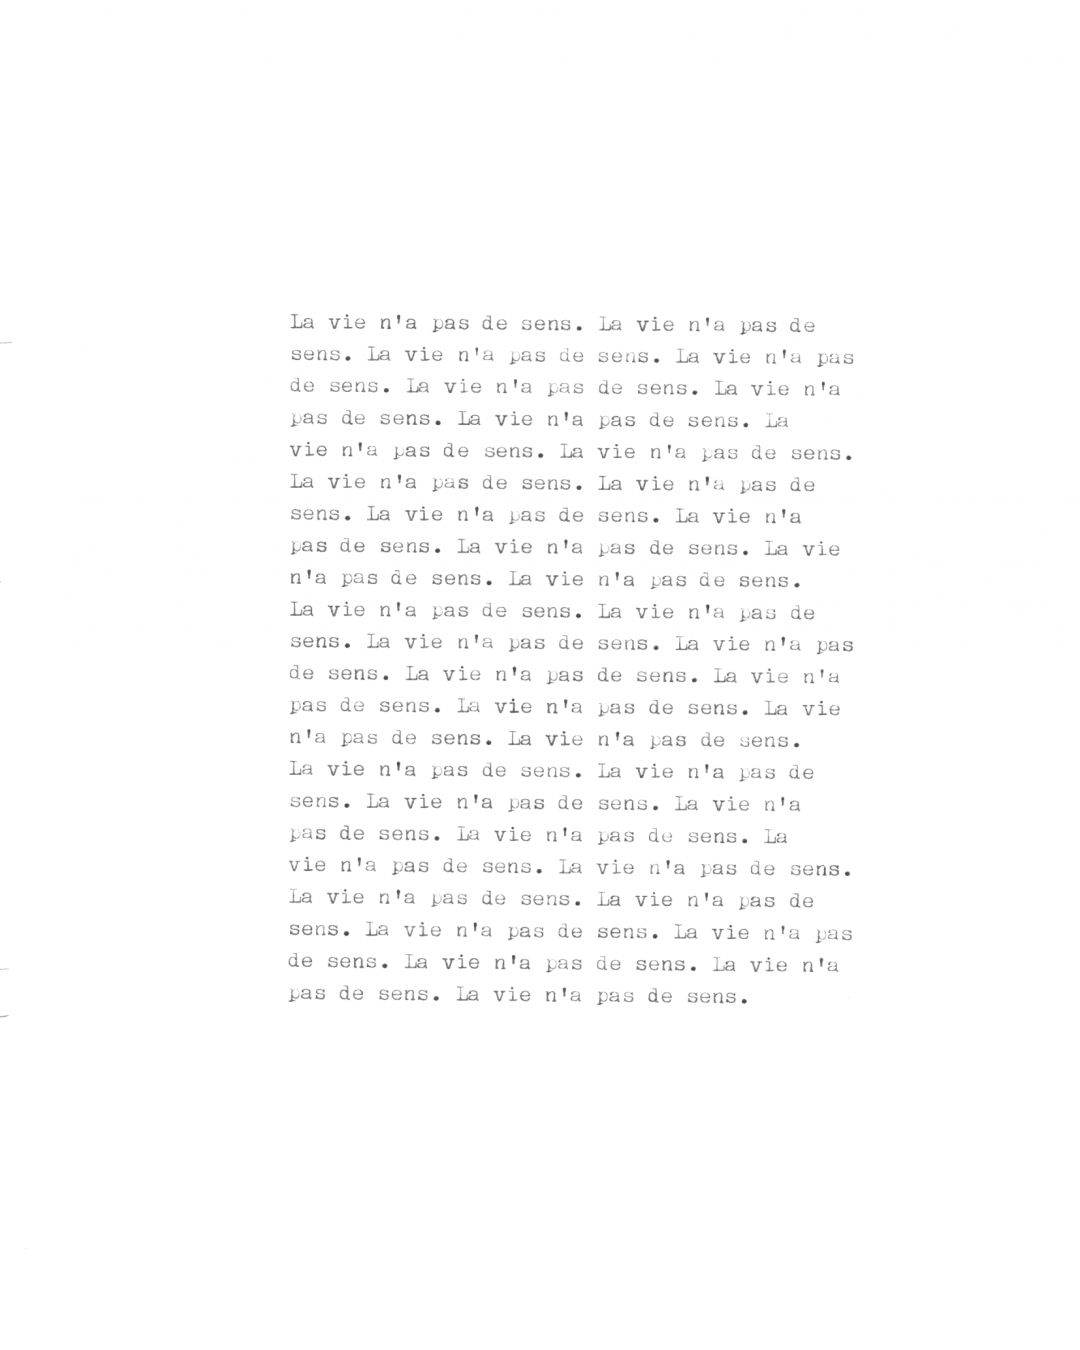 La vie n'a pas de sens. La vie n'a pas de
sens. La vie n'a pas de sens. La vie n'a pas
de sens. La vie n'a pas de sens. La vie n'a
pas de sens. La vie n'a pas de sens. La
vie n'a pas de sens. La vie n'a pas de sens.
La vie n'a pas de sens. La vie n'a pas de
sens. La vie n'a pas de sens. La vie n'a
pas de sens. La vie n'a pas de sens. La vie
n'a pas de sens. La vie n'a pas de sens.
La vie n'a pas de sens. La vie n'a pas de
sens. La vie n'a pas de sens. La vie n'a pas
de sens. La vie n'a pas de sens. La vie n'a
pas de sens. La vie n'a pas de sens. La vie
n'a pas de sens. La vie n'a pas de sens.
La vie n'a pas de sens. La vie n'a pas de
sens. La vie n'a pas de sens. La vie n'a
pas de sens. La vie n'a pas de sens. La
vie n'a pas de sens. La vie n'a pas de sens.
La vie n'a pas de sens. La vie n'a pas de
sens. La vie n'a pas de sens. La vie n'a pas
de sens. La vie n'a pas de sens. La vie n'a
pas de sens. La vie n'a pas de sens.